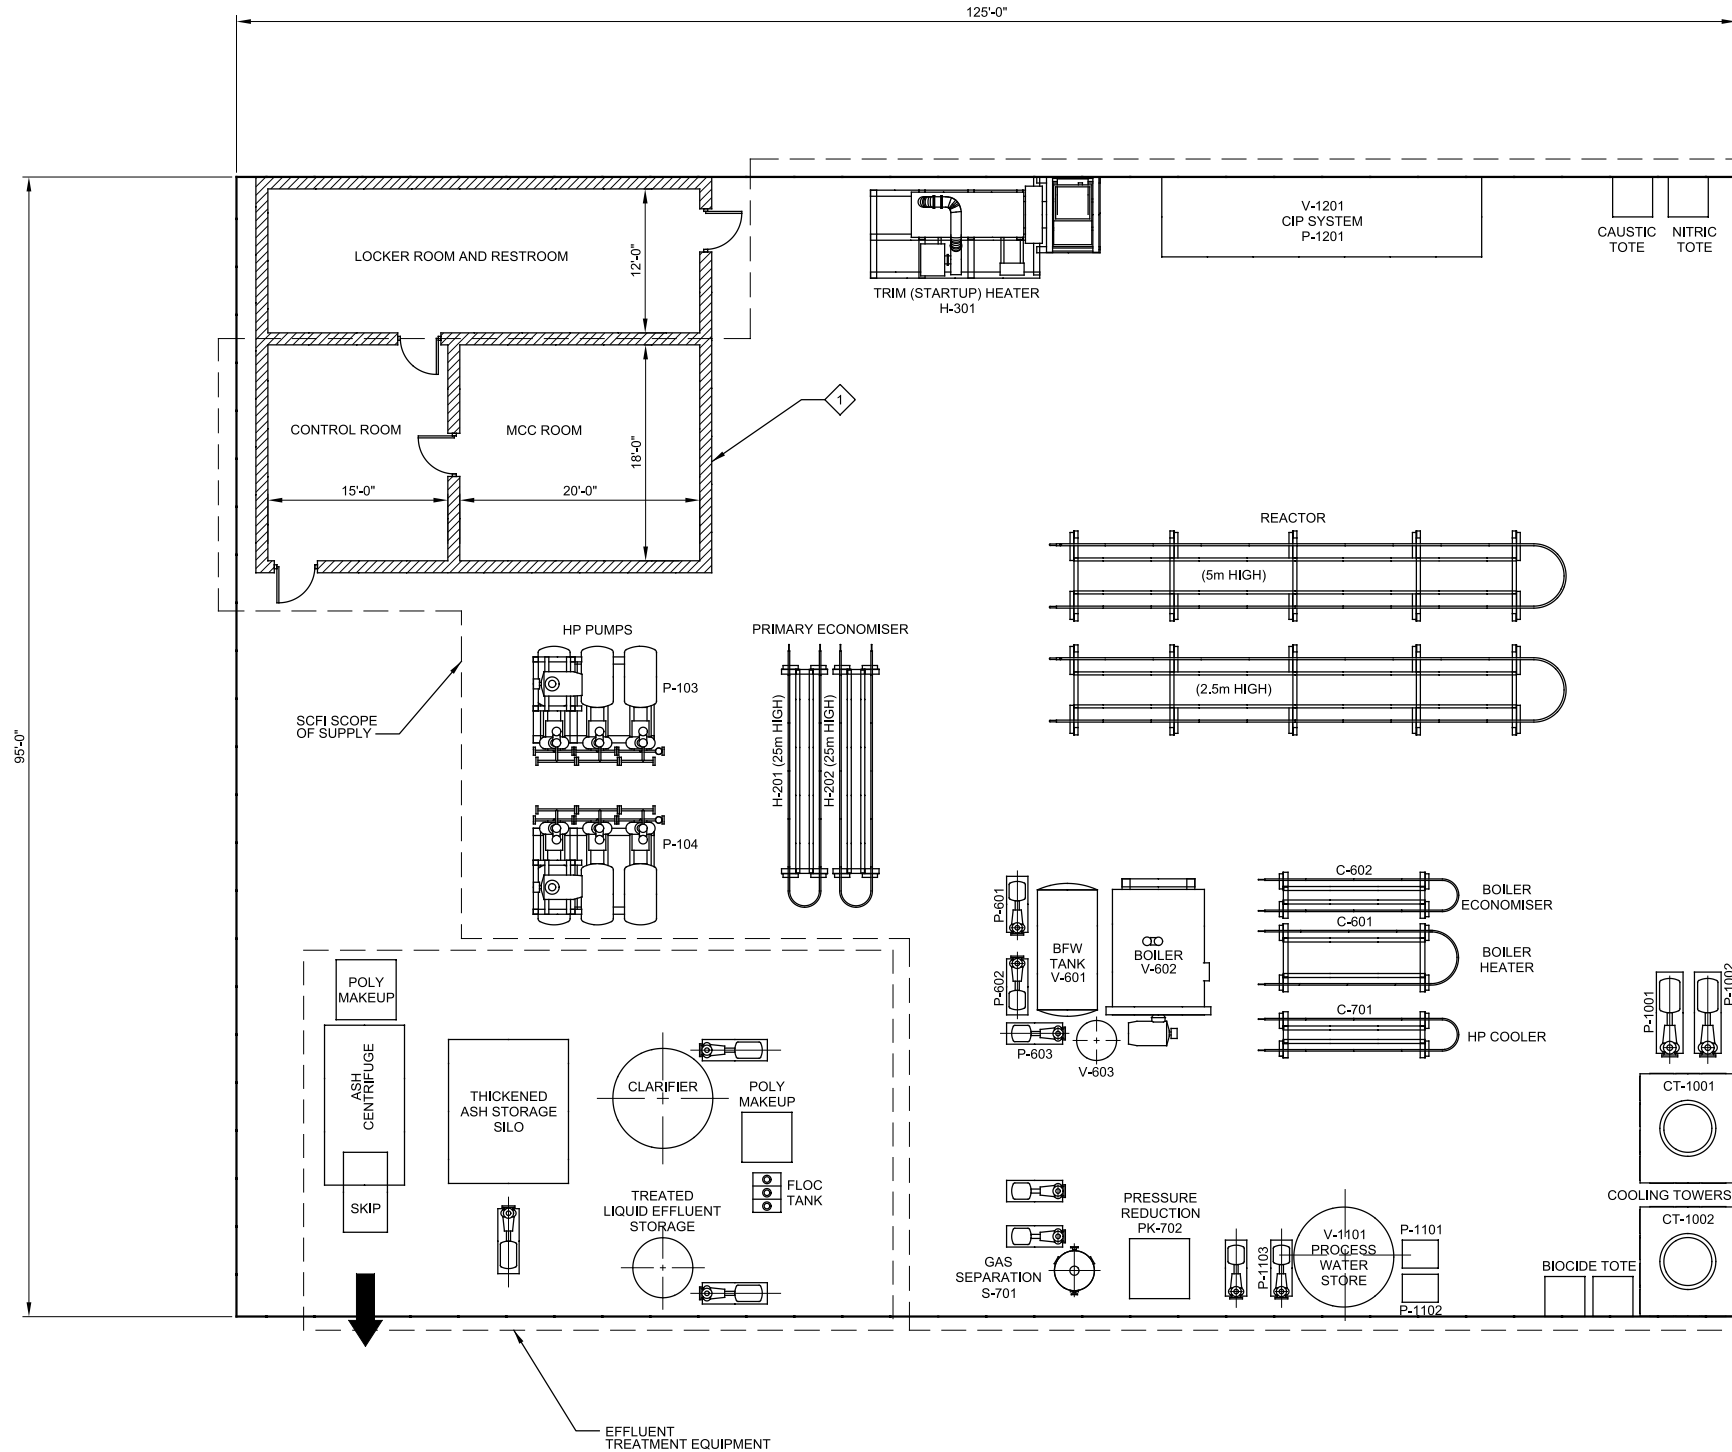 125'-0"
V-1201
CIP SYSTEM
P-1201
CAUSTIC
TOTE
NITRIC
TOTE
LOCKER ROOM AND RESTROOM
12'-0"
TRIM (STARTUP) HEATER
H-301
1
CONTROL ROOM
MCC ROOM
18'-0"
15'-0"
20'-0"
REACTOR
(5m HIGH)
(2.5m HIGH)
HP PUMPS
PRIMARY ECONOMISER
P-103
SCFI SCOPE
OF SUPPLY
95'-0"
H-201 (25m HIGH)
H-202 (25m HIGH)
P-104
C-602
BOILER
ECONOMISER
P-601
C-601
BFW
TANK
V-601
BOILER
V-602
BOILER
HEATER
P-602
POLY
MAKEUP
P-1001
P-1002
C-701
HP COOLER
P-603
V-603
ASH
CENTRIFUGE
THICKENED
ASH STORAGE
SILO
CLARIFIER
POLY
MAKEUP
CT-1001
FLOC
TANK
SKIP
TREATED
LIQUID EFFLUENT
STORAGE
PRESSURE
REDUCTION
PK-702
COOLING TOWERS
CT-1002
GAS
SEPARATION
S-701
P-1103
V-1101
PROCESS
WATER
STORE
P-1101
P-1102
BIOCIDE TOTE
EFFLUENT
TREATMENT EQUIPMENT